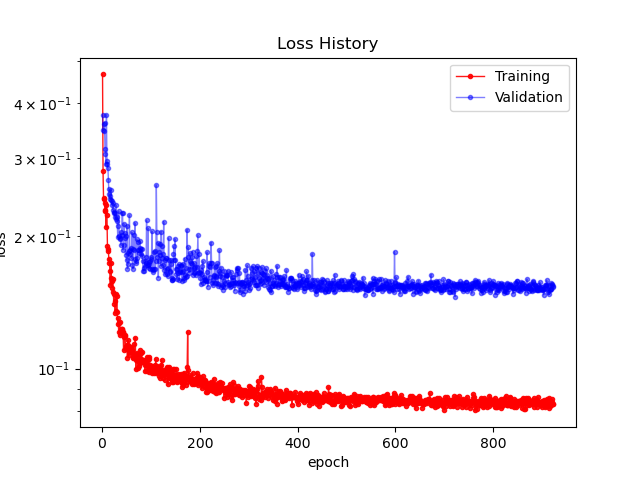 Loss History
Training
Validation
4 × 10⁻¹
3 × 10⁻¹
2 × 10⁻¹
10⁻¹
loss
0 200 400 600 800
epoch